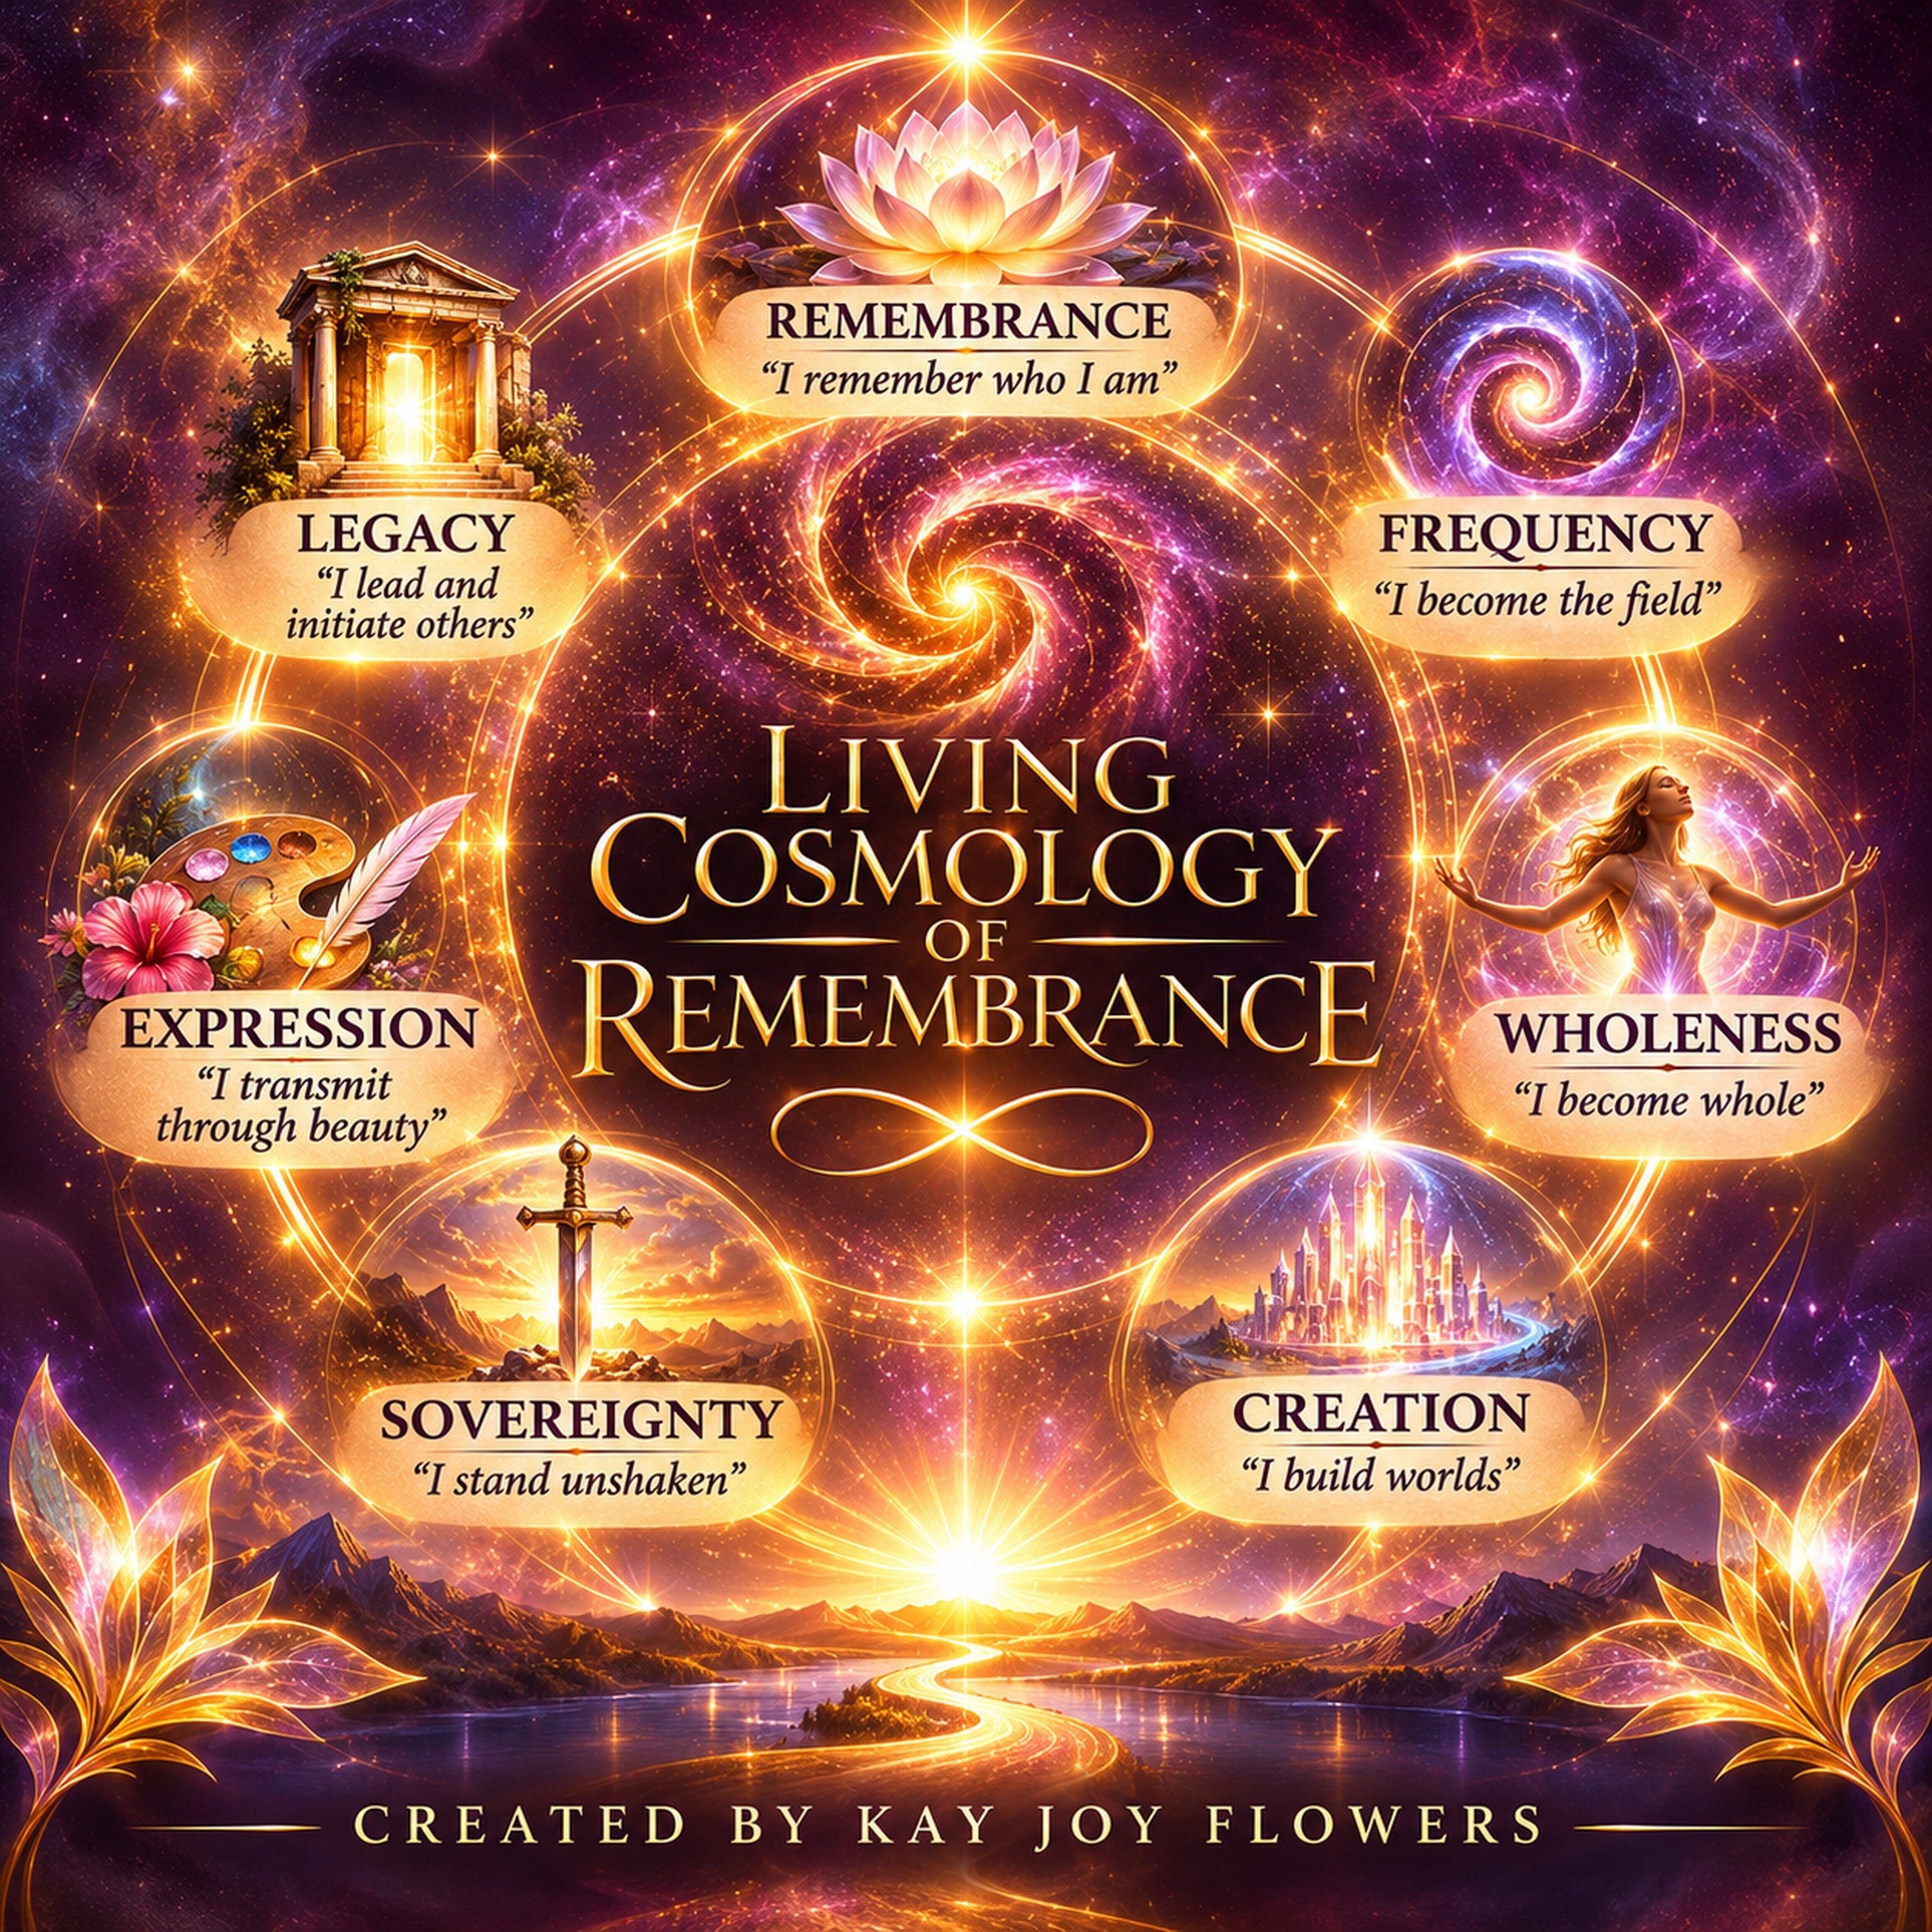 REMEMBRANCE
“I remember who I am”
LEGACY
“I lead and
initiate others”
FREQUENCY
“I become the field”
LIVING
COSMOLOGY
OF
REMEMBRANCE
EXPRESSION
“I transmit
through beauty”
WHOLENESS
“I become whole”
SOVEREIGNTY
“I stand unshaken”
CREATION
“I build worlds”
CREATED BY KAY JOY FLOWERS